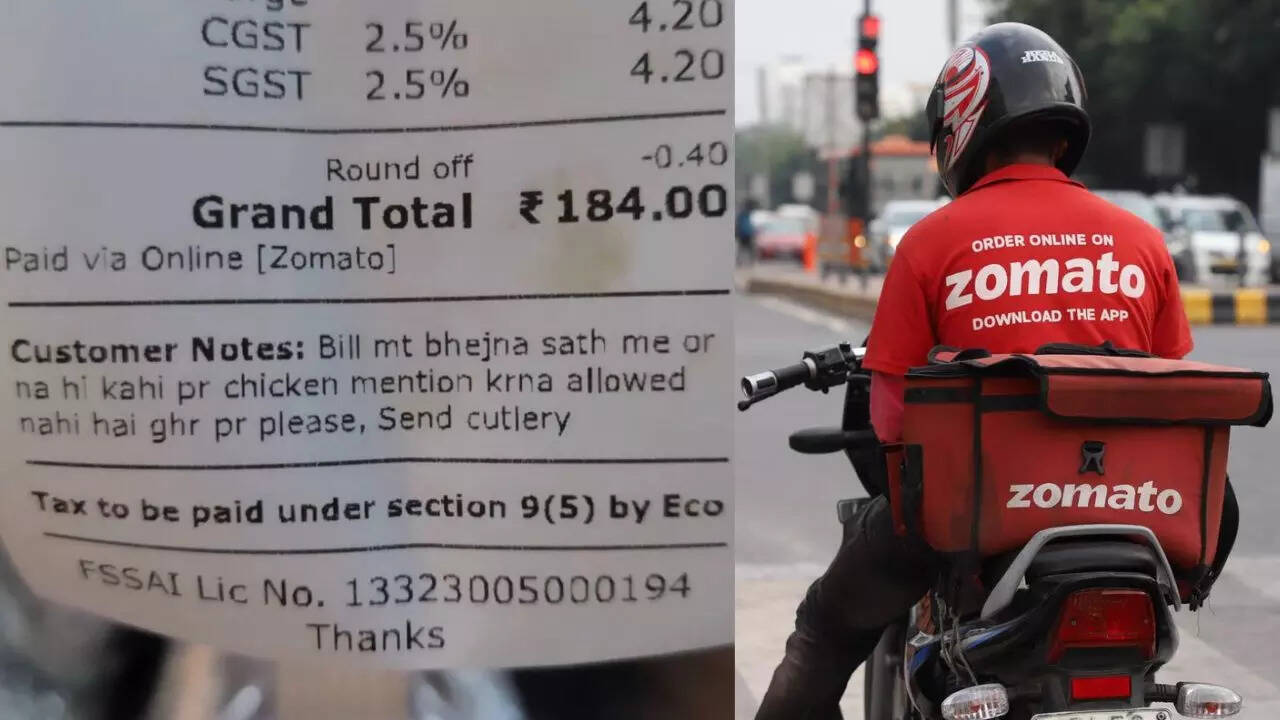 4.20
CGST 2.5% 4.20
SGST 2.5%
Round off -0.40
Grand Total ₹184.00
Paid via Online [Zomato]
Customer Notes: Bill mt bhejna sath me or
na hi kahi pr chicken mention krna allowed
nahi hai ghr pr please, Send cutlery
Tax to be paid under section 9(5) by Eco
FSSAI Lic No. 13323005000194
Thanks
ORDER ONLINE ON
zomato
DOWNLOAD THE APP
zomato